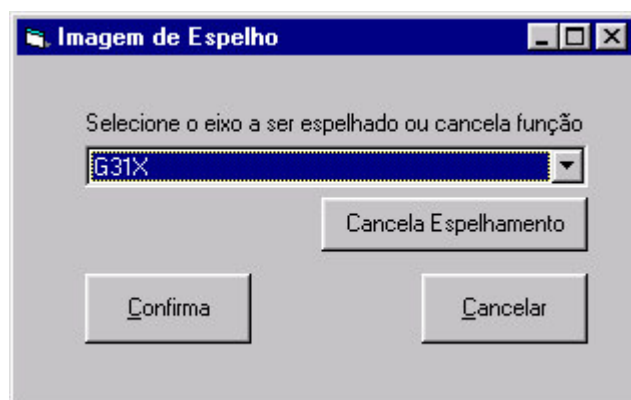 Imagem de Espelho
Selecione o eixo a ser espelhado ou cancela função
G31X
Cancela Espelhamento
Confirma
Cancelar